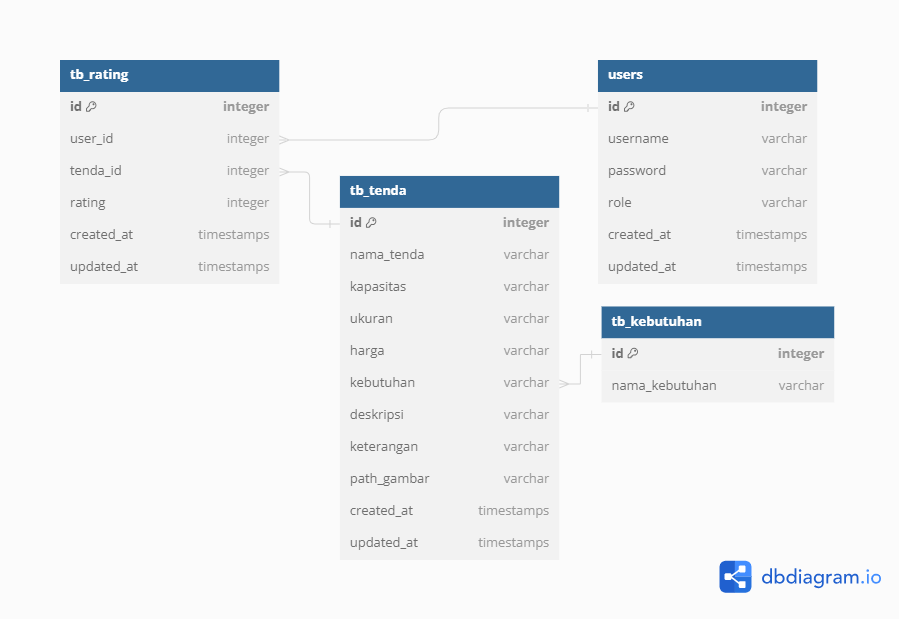 tb_rating
id integer
user_id integer
tenda_id integer
rating integer
created_at timestamps
updated_at timestamps
users
id integer
username varchar
password varchar
role varchar
created_at timestamps
updated_at timestamps
tb_tenda
id integer
nama_tenda varchar
kapasitas varchar
ukuran varchar
harga varchar
kebutuhan varchar
deskripsi varchar
keterangan varchar
path_gambar varchar
created_at timestamps
updated_at timestamps
tb_kebutuhan
id integer
nama_kebutuhan varchar
dbdiagram.io